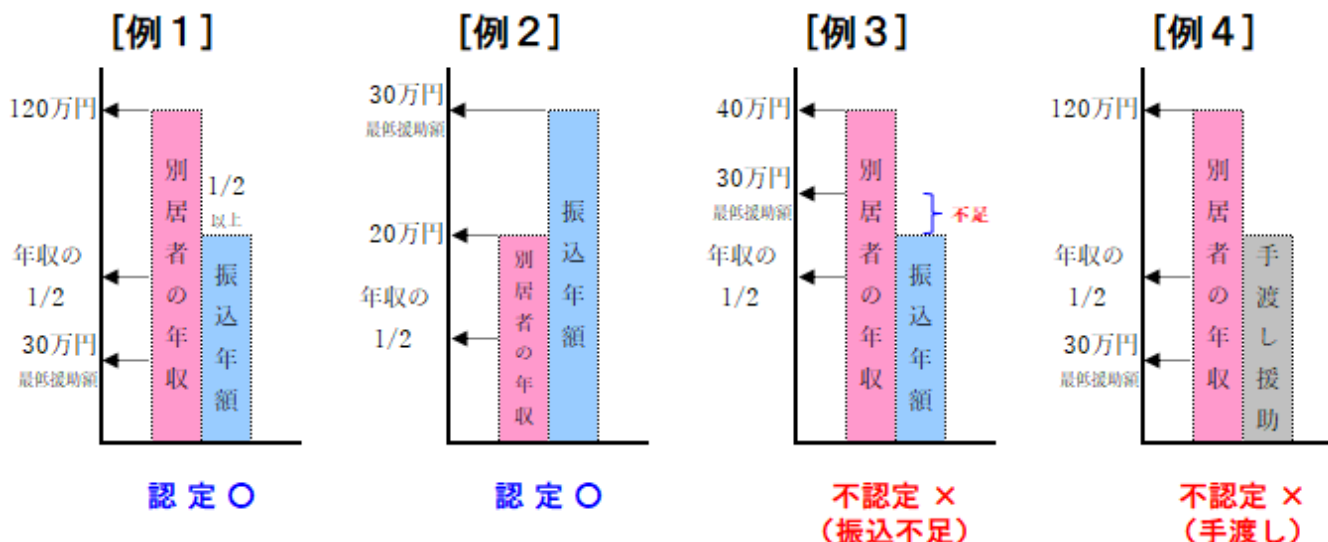 [例1]
120万円
別居者の年収
1/2
以上
振込年額
年収の
1/2
30万円
最低援助額
認定○
[例2]
30万円
最低援助額
振込年額
20万円
別居者の年収
年収の
1/2
認定○
[例3]
40万円
別居者の年収
30万円
最低援助額
不足
振込年額
年収の
1/2
不認定×
(振込不足)
[例4]
120万円
別居者の年収
手渡し援助
年収の
1/2
30万円
最低援助額
不認定×
(手渡し)